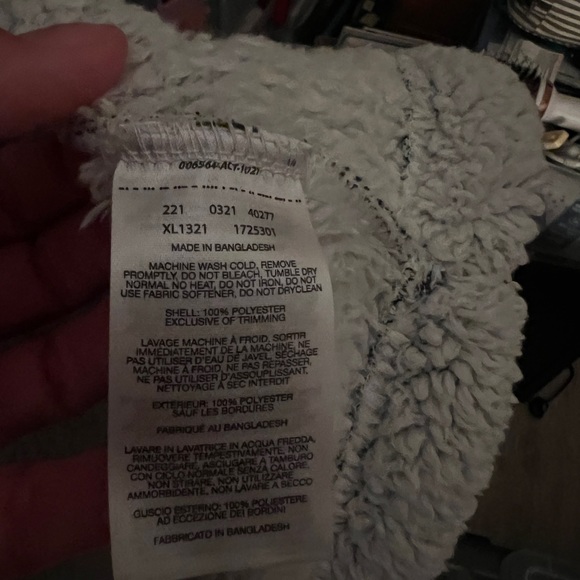 006564-ALT-1021
221 0321 40277
XL1321 1725301
MADE IN BANGLADESH
MACHINE WASH COLD, REMOVE
PROMPTLY, DO NOT BLEACH, TUMBLE DRY
NORMAL NO HEAT, DO NOT IRON, DO NOT
USE FABRIC SOFTENER, DO NOT DRYCLEAN
SHELL: 100% POLYESTER
EXCLUSIVE OF TRIMMING
LAVAGE MACHINE À FROID, SORTIR
IMMÉDIATEMENT DE LA MACHINE, NE
PAS UTILISER D'EAU DE JAVEL, SÉCHAGE
MACHINE À FROID, NE PAS REPASSER,
NE PAS UTILISER D'ASSOUPLISSANT,
NETTOYAGE À SEC INTERDIT
EXTÉRIEUR: 100% POLYESTER
SAUF LES BORDURES
FABRIQUÉ AU BANGLADESH
LAVARE IN LAVATRICE IN ACQUA FREDDA,
RIMUOVERE TEMPESTIVAMENTE, NON
CANDEGGIARE, ASCIUGARE A TAMBURO
CON CICLO NORMALE SENZA CALORE,
NON STIRARE, NON UTILIZZARE
AMMORBIDENTE, NON LAVARE A SECCO
GUSCIO ESTERNO: 100% POLIESTERE
AD ECCEZIONE DEI BORDINI
FABBRICATO IN BANGLADESH